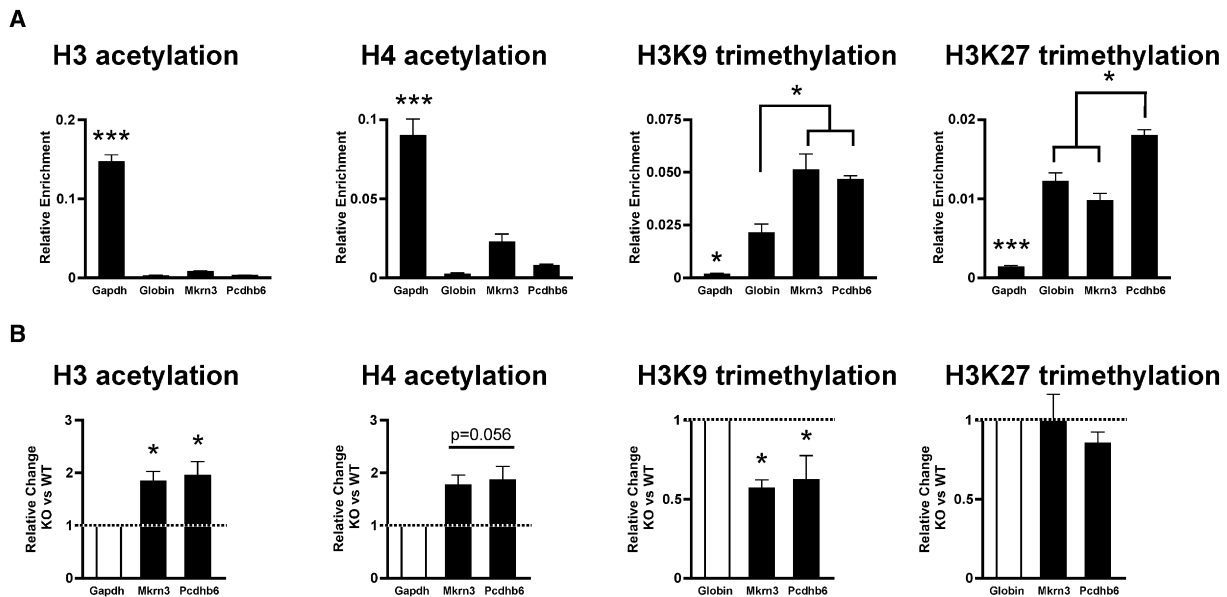 A
H3 acetylation
H4 acetylation
H3K9 trimethylation
H3K27 trimethylation
Relative Enrichment
0.2
0.1
0
***
Gapdh Globin Mkrn3 Pcdhb6
Relative Enrichment
0.1
0.05
0
***
Gapdh Globin Mkrn3 Pcdhb6
Relative Enrichment
0.075
0.050
0.025
0
*
*
Gapdh Globin Mkrn3 Pcdhb6
Relative Enrichment
0.02
0.01
0
***
*
Gapdh Globin Mkrn3 Pcdhb6
B
H3 acetylation
H4 acetylation
H3K9 trimethylation
H3K27 trimethylation
Relative Change
KO vs WT
3
2
1
0
*
*
Gapdh Mkrn3 Pcdhb6
Relative Change
KO vs WT
3
2
1
0
p=0.056
Gapdh Mkrn3 Pcdhb6
Relative Change
KO vs WT
1
0.5
0
*
*
Globin Mkrn3 Pcdhb6
Relative Change
KO vs WT
1
0.5
0
Globin Mkrn3 Pcdhb6